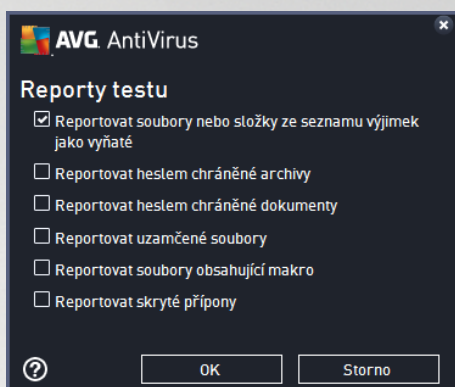 AVG AntiVirus
Reporty testu
Reportovat soubory nebo složky ze seznamu výjimek
jako vyňaté
Reportovat heslem chráněné archivy
Reportovat heslem chráněné dokumenty
Reportovat uzamčené soubory
Reportovat soubory obsahující makro
Reportovat skryté přípony
?
OK
Storno